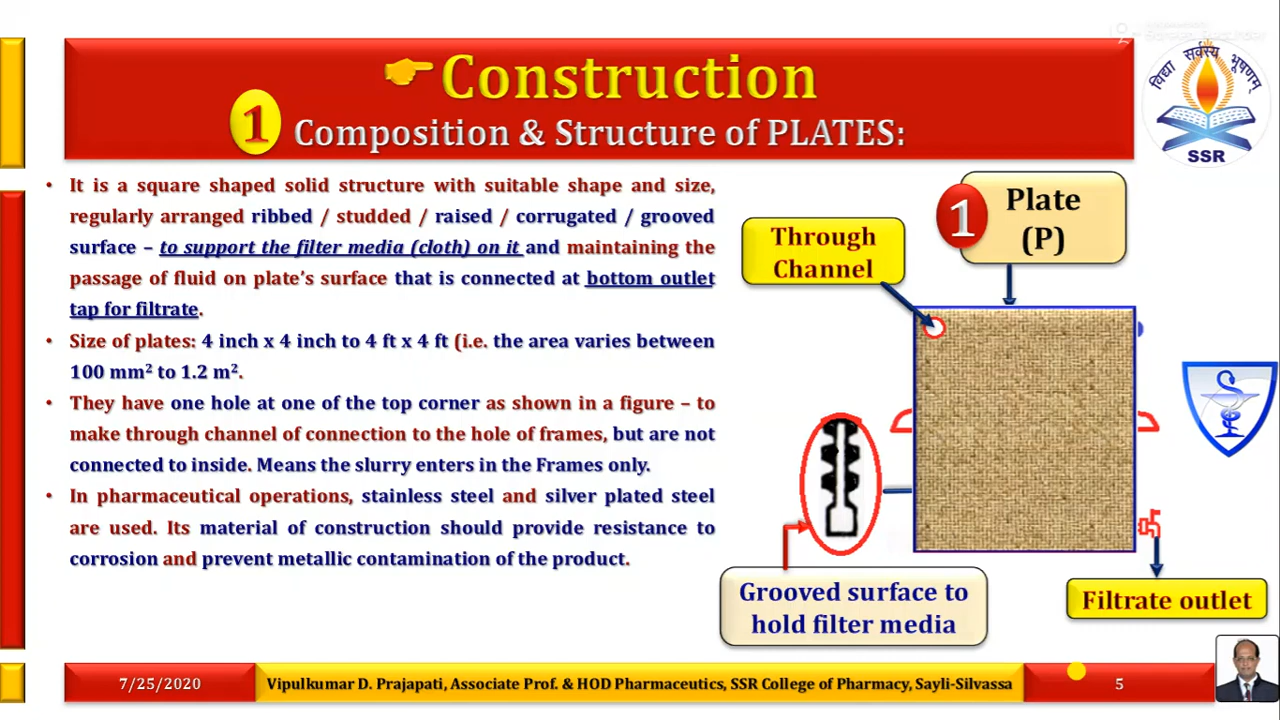 Construction
1 Composition & Structure of PLATES:
विद्या सर्वस्य भूषणम्
SSR
• It is a square shaped solid structure with suitable shape and size,
regularly arranged ribbed / studded / raised / corrugated / grooved
surface – to support the filter media (cloth) on it and maintaining the
passage of fluid on plate's surface that is connected at bottom outlet
tap for filtrate.
• Size of plates: 4 inch x 4 inch to 4 ft x 4 ft (i.e. the area varies between
100 mm² to 1.2 m².
• They have one hole at one of the top corner as shown in a figure – to
make through channel of connection to the hole of frames, but are not
connected to inside. Means the slurry enters in the Frames only.
• In pharmaceutical operations, stainless steel and silver plated steel
are used. Its material of construction should provide resistance to
corrosion and prevent metallic contamination of the product.
1
Plate
(P)
Through
Channel
Grooved surface to
hold filter media
Filtrate outlet
7/25/2020
Vipulkumar D. Prajapati, Associate Prof. & HOD Pharmaceutics, SSR College of Pharmacy, Sayli-Silvassa
5